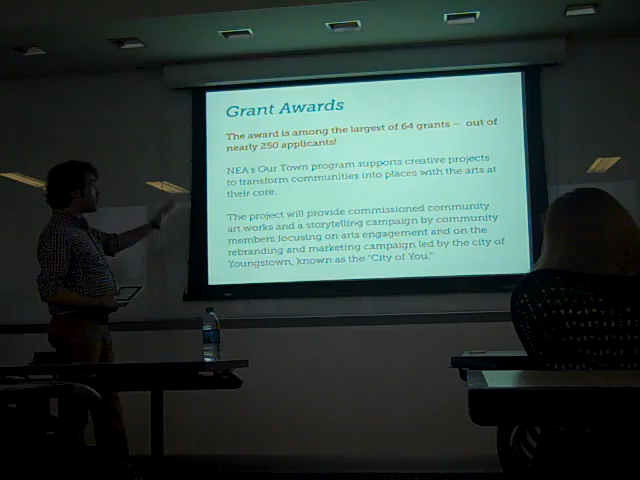 Grant Awards
The award is among the largest of 64 grants – out of
nearly 250 applicants!
NEA's Our Town program supports creative projects
to transform communities into places with the arts at
their core.
The project will provide commissioned community
art works and a storytelling campaign by community
members focusing on arts engagement and on the
rebranding and marketing campaign led by the city of
Youngstown, known as the "City of You."